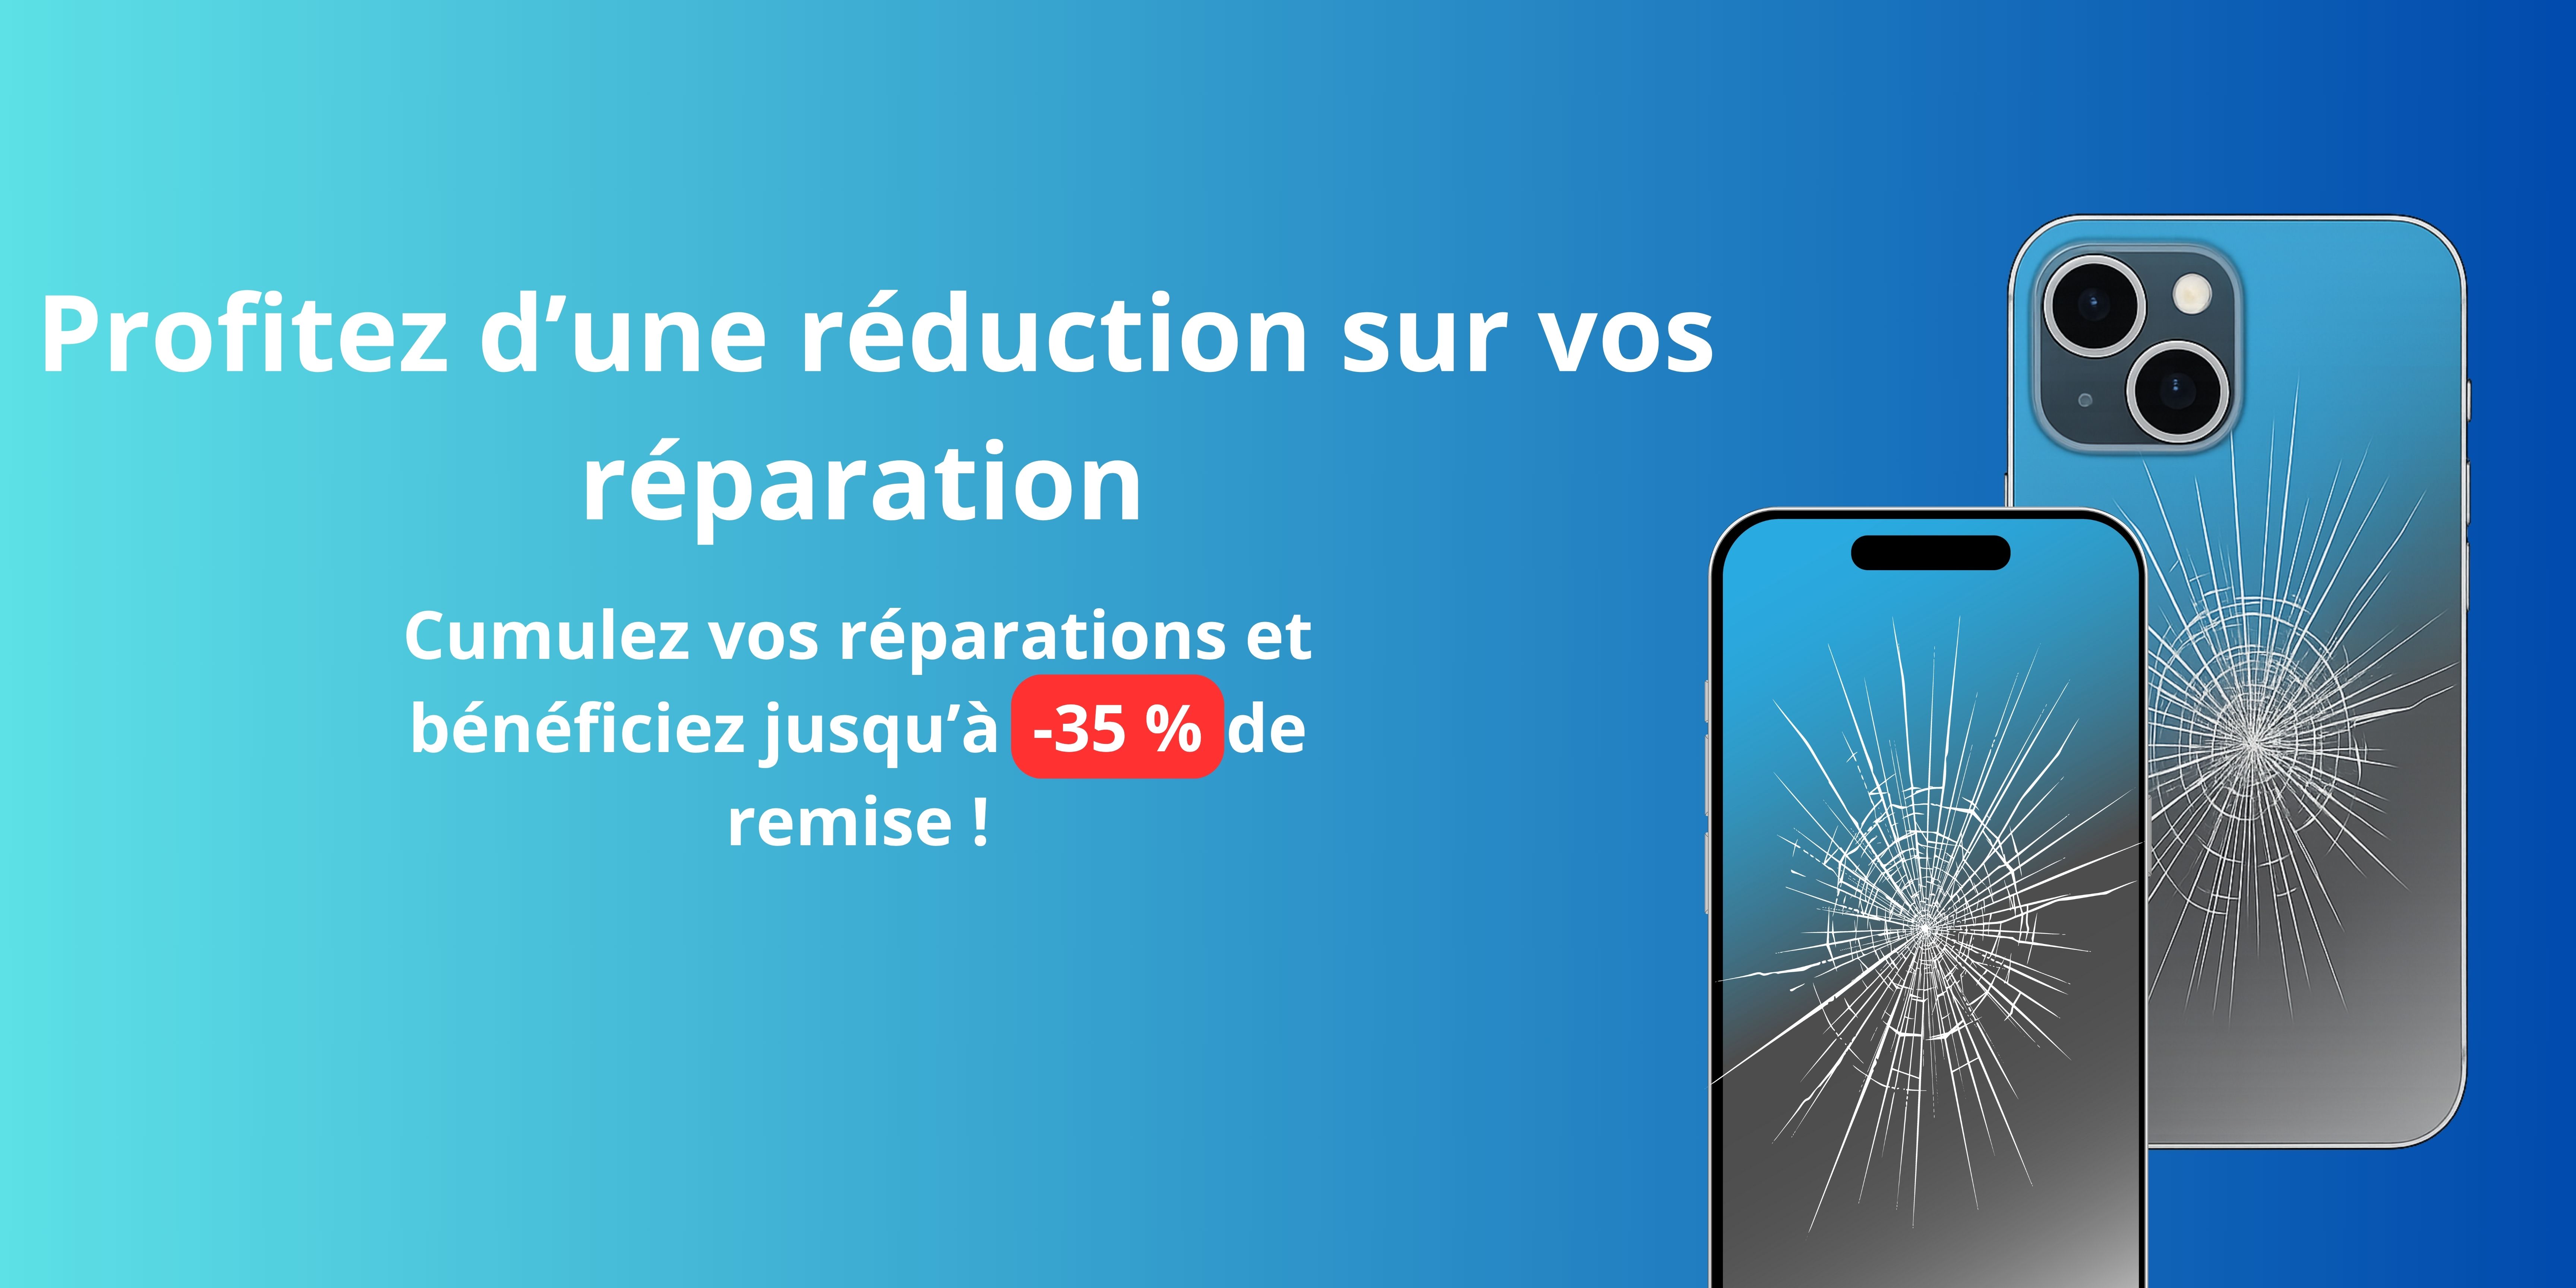 Profitez d’une réduction sur vos
réparation
Cumulez vos réparations et
bénéficiez jusqu’à -35 % de
remise !